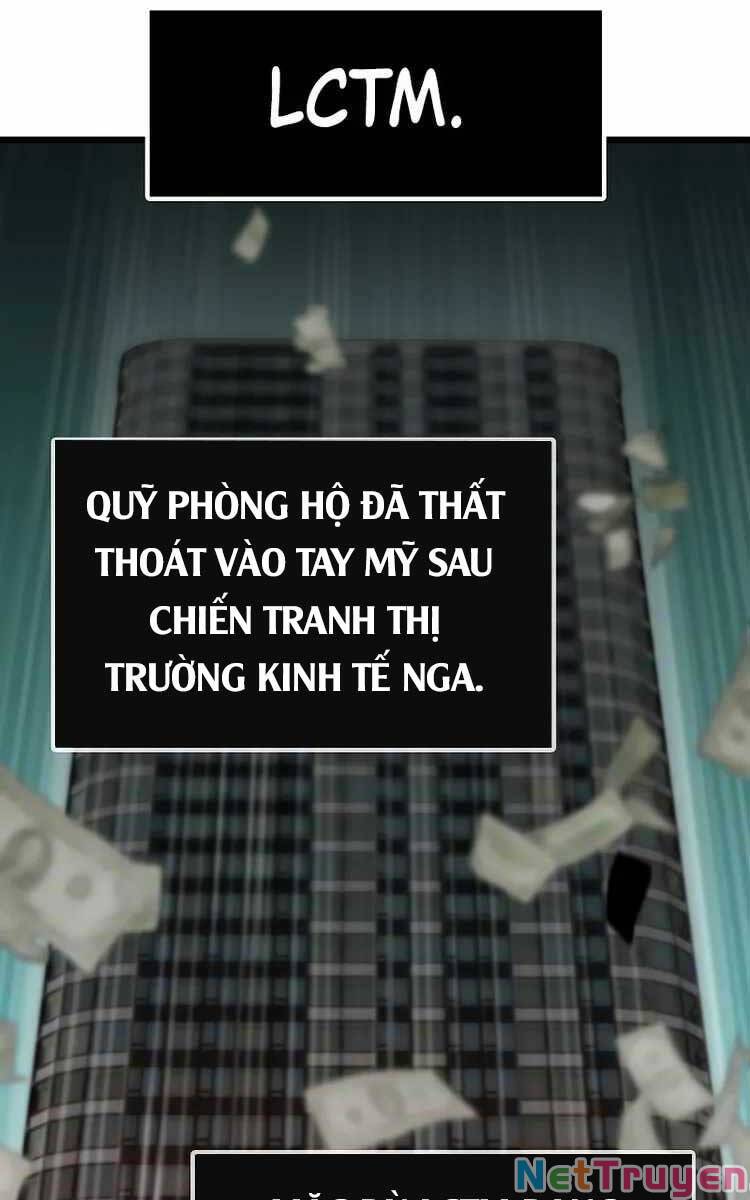 LCTM.
QUỸ PHÒNG HỘ ĐÃ THẤT
THOÁT VÀO TAY MỸ SAU
CHIẾN TRANH THỊ
TRƯỜNG KINH TẾ NGA.
NetTruyen